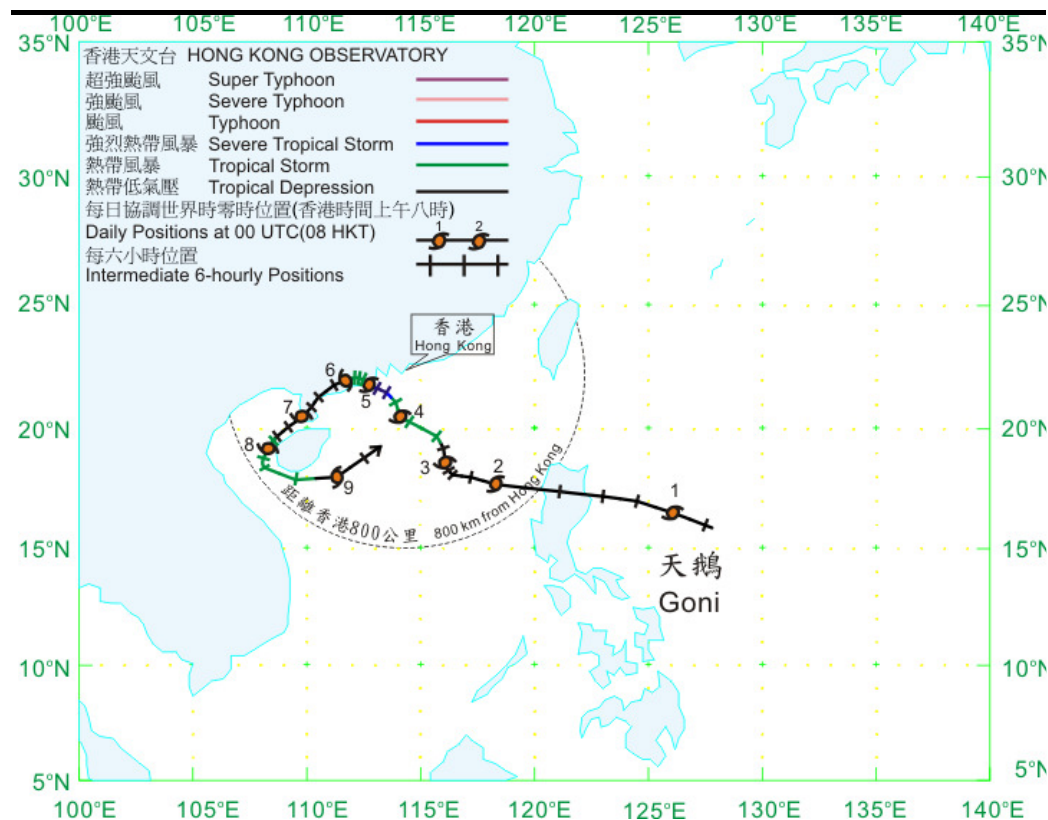 100°E 105°E 110°E 115°E 120°E 125°E 130°E 135°E 140°E
35°N 35°N
香港天文台 HONG KONG OBSERVATORY
超強颱風 Super Typhoon
強颱風 Severe Typhoon
颱風 Typhoon
強烈熱帶風暴 Severe Tropical Storm
熱帶風暴 Tropical Storm
熱帶低氣壓 Tropical Depression
每日協調世界時零時位置(香港時間上午八時)
1 2
Daily Positions at 00 UTC(08 HKT)
每六小時位置
Intermediate 6-hourly Positions
30°N 30°N
25°N 25°N
香港
Hong Kong
6
5
7
4
20°N 20°N
8
3
2
9
1
距離香港800公里 800 km from Hong Kong
15°N 15°N
天鵝
Goni
10°N 10°N
5°N 5°N
100°E 105°E 110°E 115°E 120°E 125°E 130°E 135°E 140°E